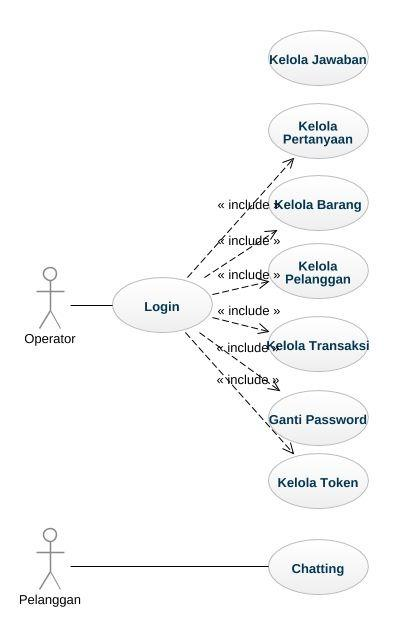 Kelola Jawaban
Kelola
Pertanyaan
« include »
Kelola Barang
« include »
Kelola
Pelanggan
« include »
Login
« include »
Operator
Kelola Transaksi
« include »
« include »
Ganti Password
Kelola Token
Chatting
Pelanggan